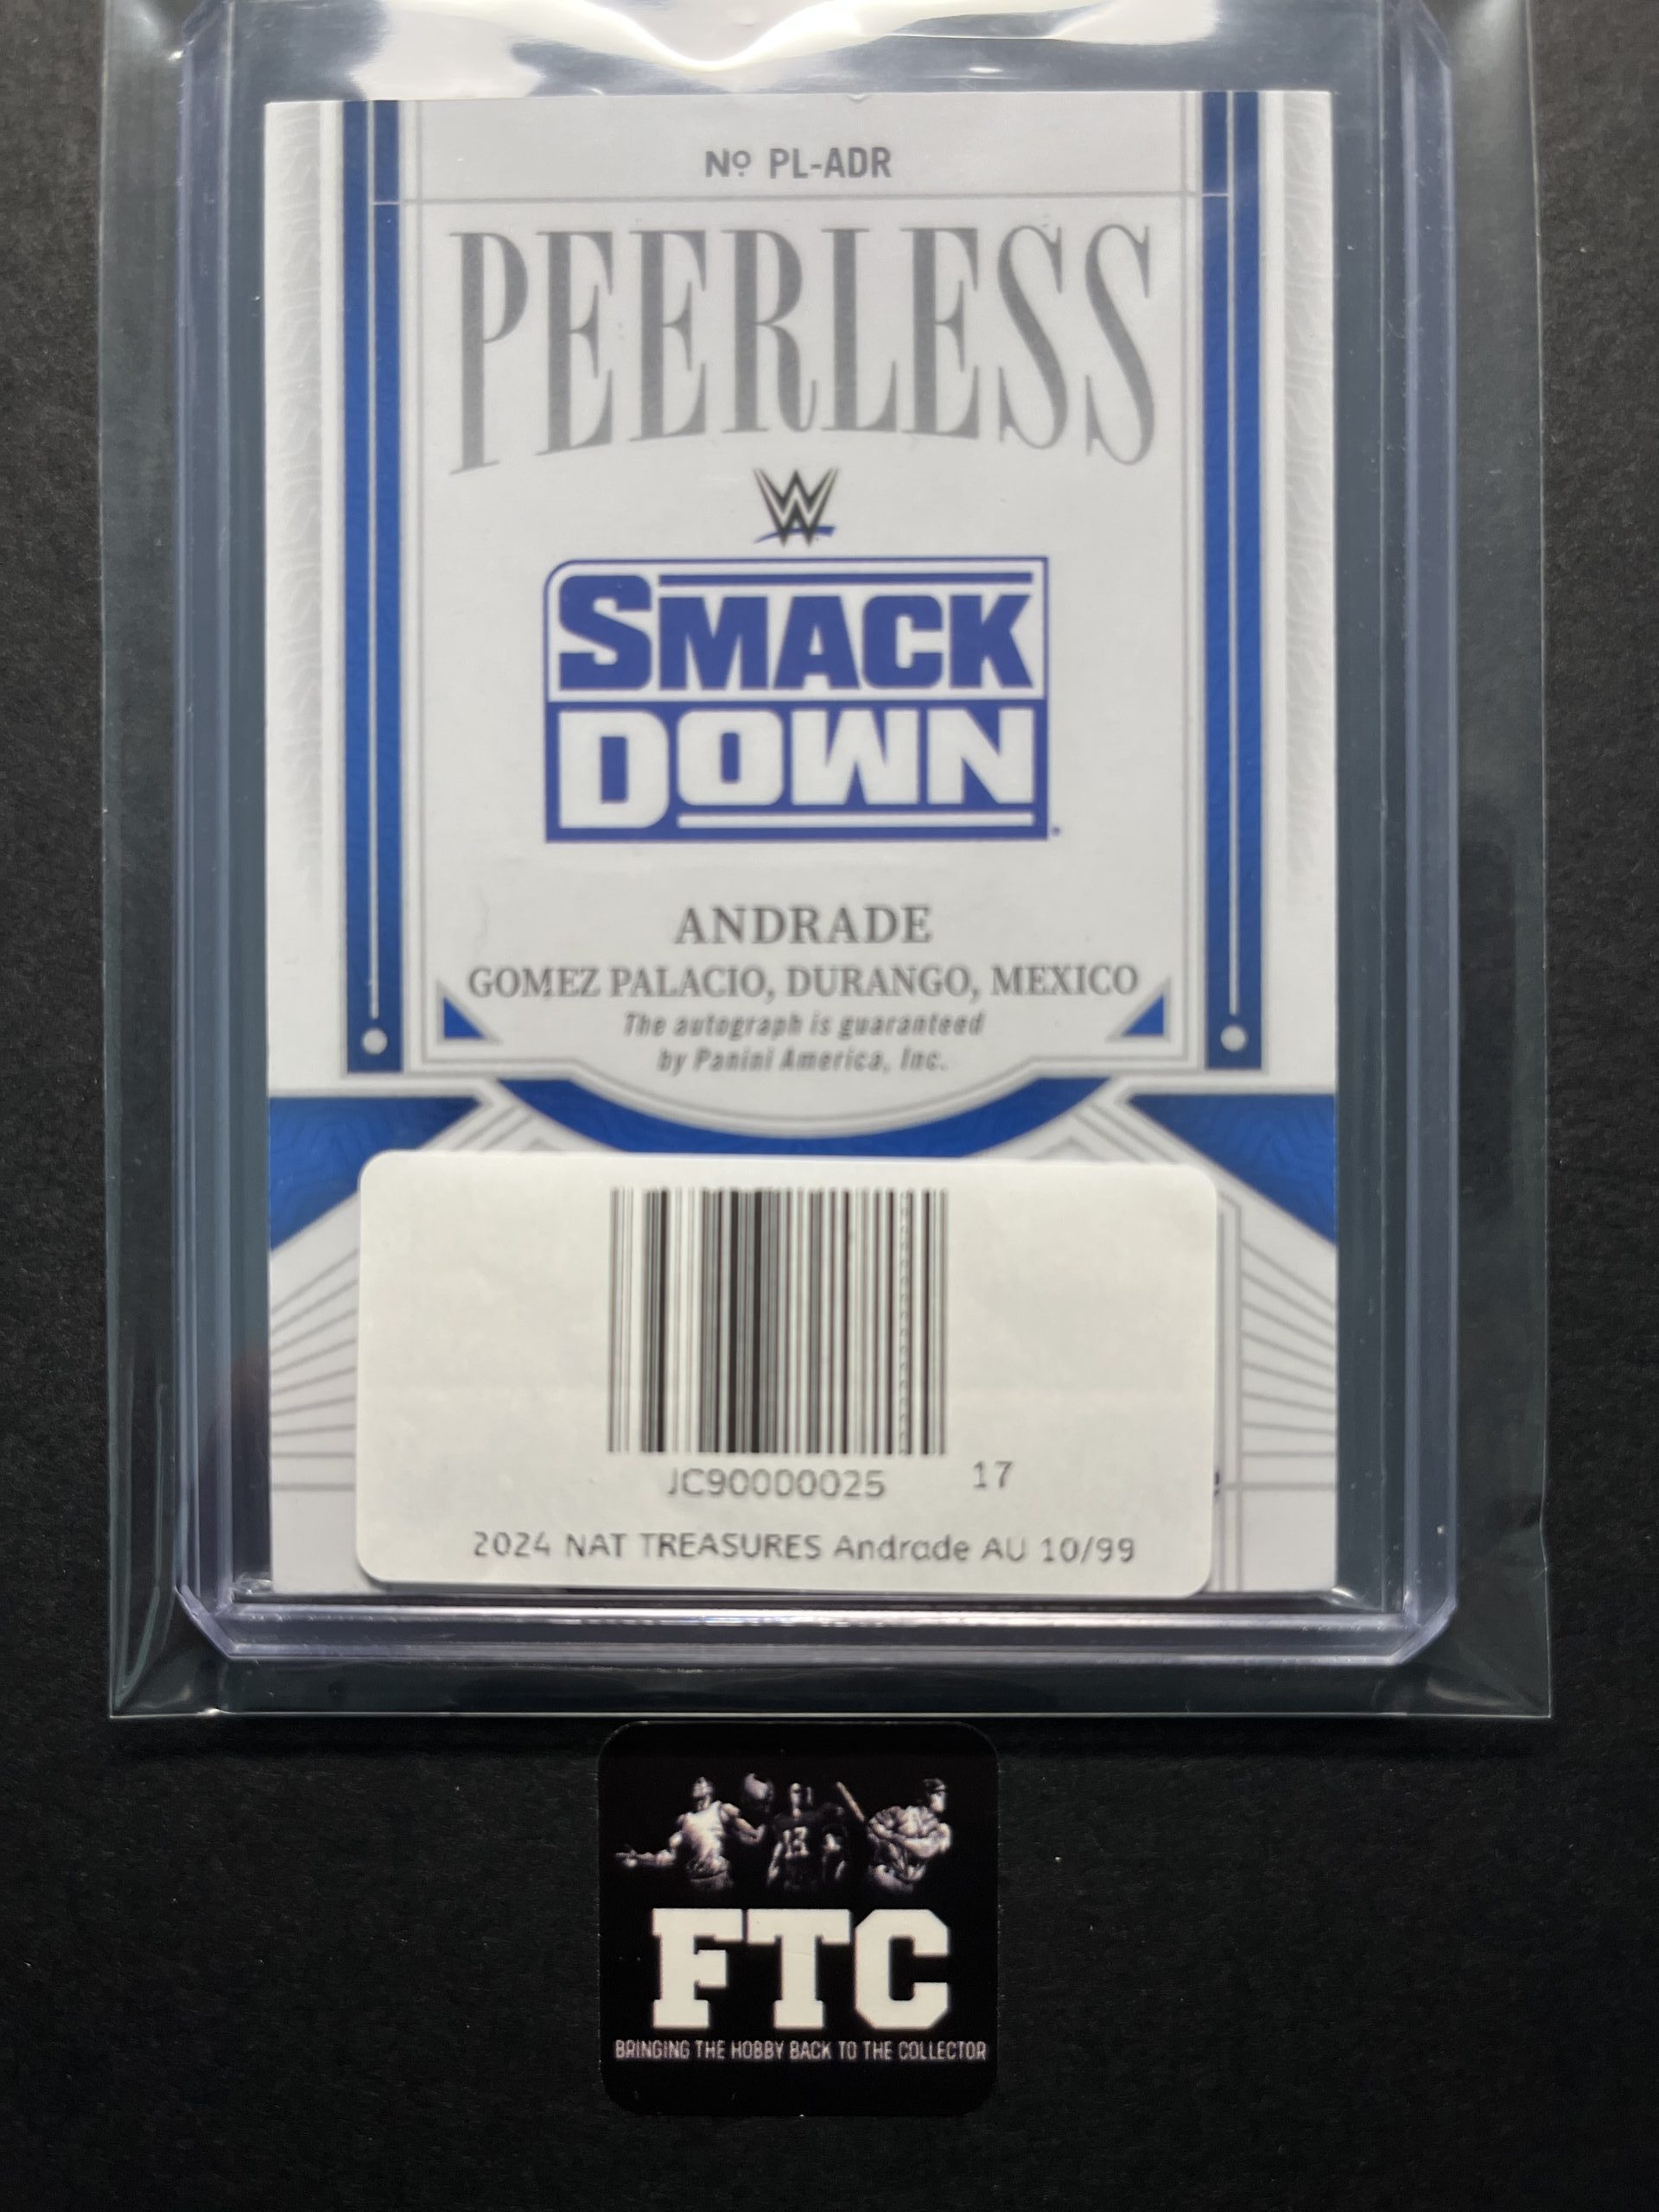 Nº PL-ADR
PEERLESS
W
SMACK
DOWN
ANDRADE
GOMEZ PALACIO, DURANGO, MEXICO
The autograph is guaranteed
by Panini America, Inc.
JC90000025 17
2024 NAT TREASURES Andrade AU 10/99
13
FTC
BRINGING THE HOBBY BACK TO THE COLLECTOR